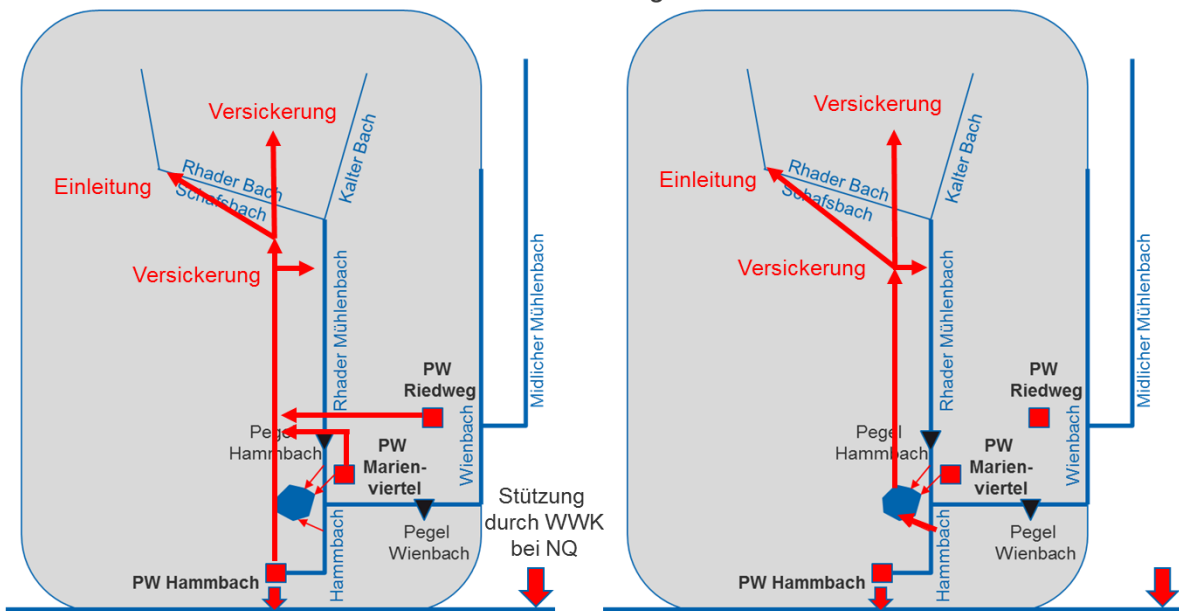 g
Versickerung
Rhader Bach
Schafsbach
Kalter Bach
Einleitung
Versickerung
Rhader Mühlenbach
Midlicher Mühlenbach
PW
Riedweg
Wienbach
Pegel
Hammbach
PW
Marien-
viertel
Stützung
durch WWK
bei NQ
Pegel
Wienbach
Hammbach
PW Hammbach
Versickerung
Rhader Bach
Schafsbach
Kalter Bach
Einleitung
Versickerung
Rhader Mühlenbach
Midlicher Mühlenbach
PW
Riedweg
Wienbach
Pegel
Hammbach
PW
Marien-
viertel
Pegel
Wienbach
Hammbach
PW Hammbach